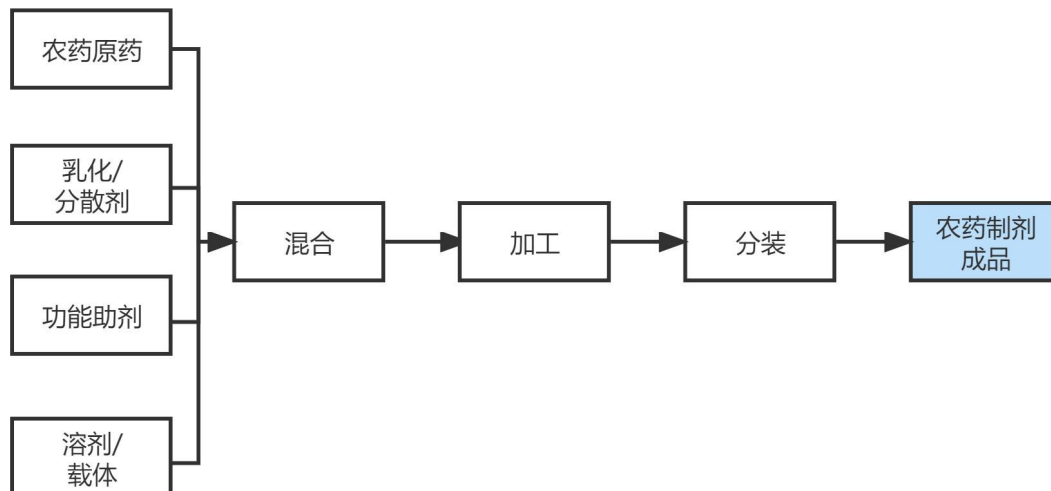 农药原药
乳化/
分散剂
功能助剂
溶剂/
载体
混合
加工
分装
农药制剂
成品